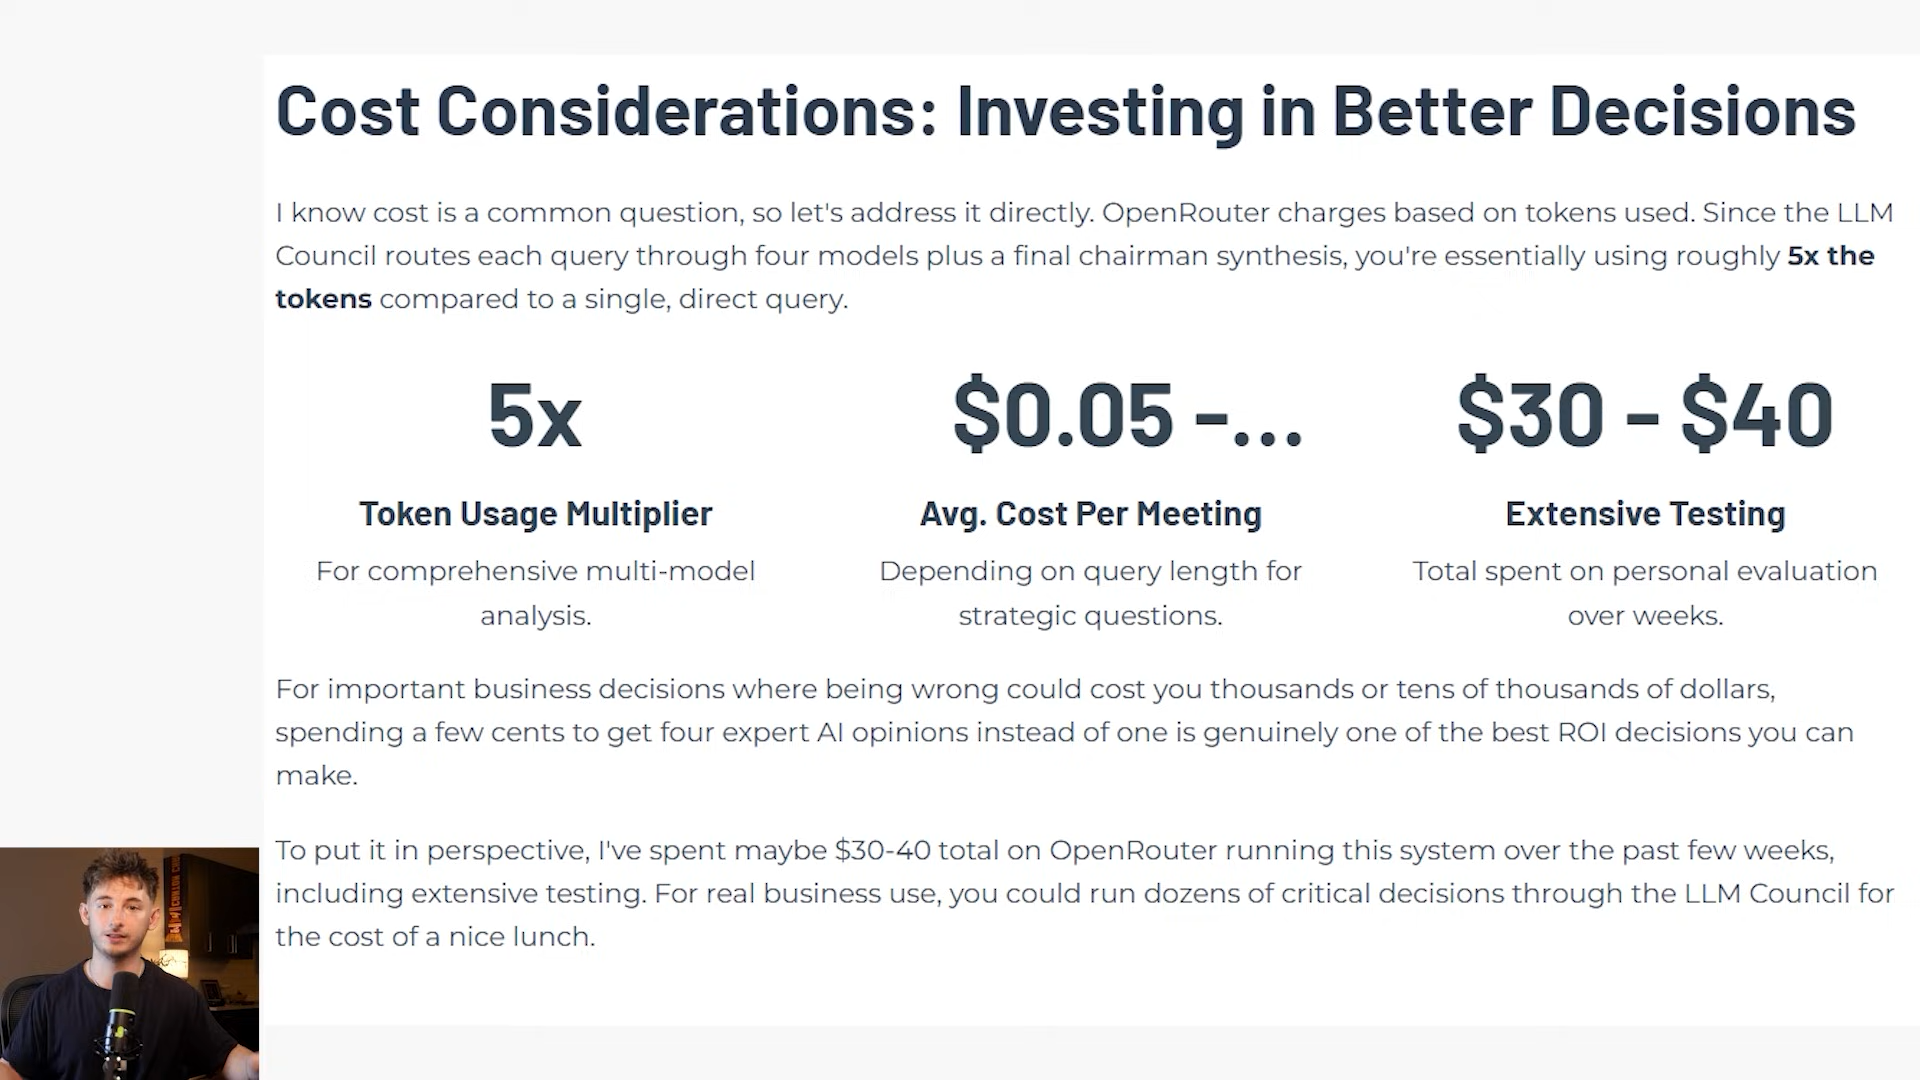 Cost Considerations: Investing in Better Decisions
I know cost is a common question, so let's address it directly. OpenRouter charges based on tokens used. Since the LLM
Council routes each query through four models plus a final chairman synthesis, you're essentially using roughly 5x the
tokens compared to a single, direct query.
5x
Token Usage Multiplier
For comprehensive multi-model
analysis.
$0.05 -...
Avg. Cost Per Meeting
Depending on query length for
strategic questions.
$30 - $40
Extensive Testing
Total spent on personal evaluation
over weeks.
For important business decisions where being wrong could cost you thousands or tens of thousands of dollars,
spending a few cents to get four expert AI opinions instead of one is genuinely one of the best ROI decisions you can
make.
To put it in perspective, I've spent maybe $30-40 total on OpenRouter running this system over the past few weeks,
including extensive testing. For real business use, you could run dozens of critical decisions through the LLM Council for
the cost of a nice lunch.